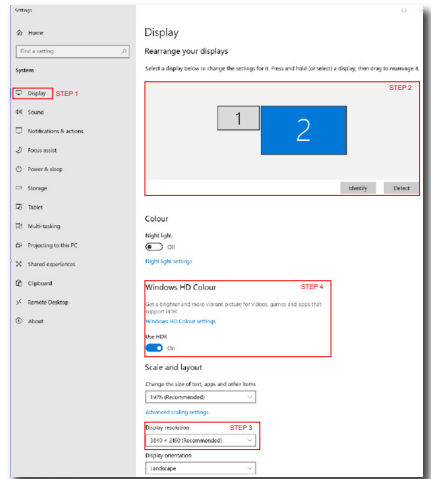 Settings
Home
Find a setting
System
Display STEP 1
Sound
Notifications & actions
Focus assist
Power & sleep
Storage
Tablet
Multi-tasking
Projecting to this PC
Shared experiences
Clipboard
Remote Desktop
About
Display
Rearrange your displays
Select a display below to change the settings for it. Press and hold (or select) a display, then drag to rearrange it.
STEP 2
1
2
Identify Detect
Colour
Night light
Off
Night light settings
Windows HD Colour STEP 4
Get a brighter and more vibrant picture for videos, games and apps that
support HDR.
Windows HD Colour settings
Use HDR
On
Scale and layout
Change the size of text, apps and other items
150% (Recommended)
Advanced scaling settings
Display resolution STEP 3
3840 × 2160 (Recommended)
Display orientation
Landscape